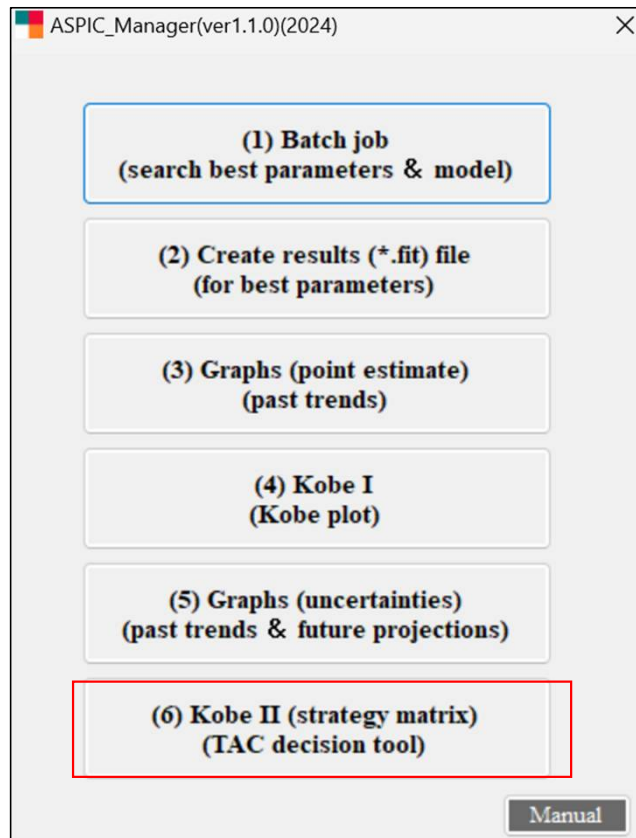 ASPIC_Manager(ver1.1.0)(2024)
(1) Batch job
(search best parameters & model)
(2) Create results (*.fit) file
(for best parameters)
(3) Graphs (point estimate)
(past trends)
(4) Kobe I
(Kobe plot)
(5) Graphs (uncertainties)
(past trends & future projections)
(6) Kobe II (strategy matrix)
(TAC decision tool)
Manual